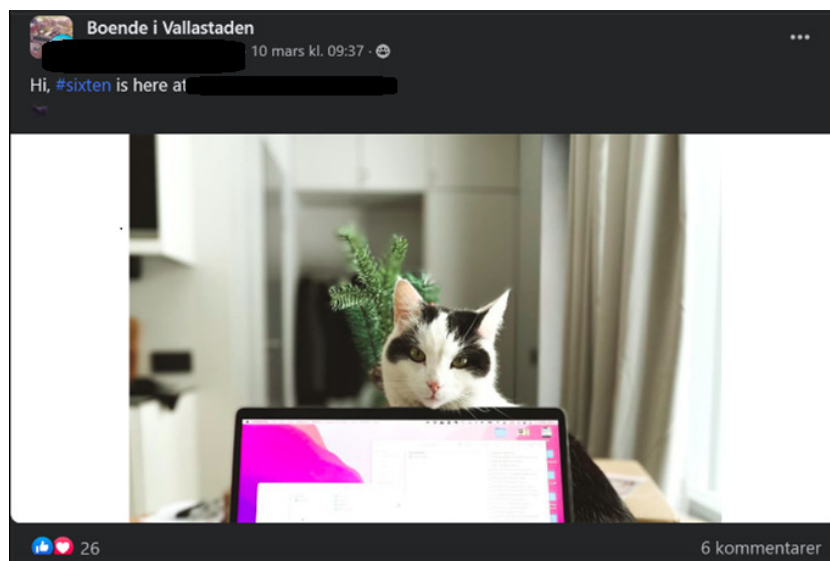 Boende i Vallastaden
10 mars kl. 09:37 ·
Hi, #sixten is here at
26
6 kommentarer